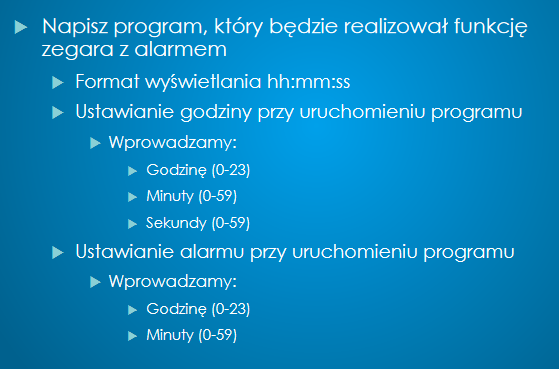 Napisz program, który będzie realizował funkcję
zegara z alarmem
Format wyświetlania hh:mm:ss
Ustawianie godziny przy uruchomieniu programu
Wprowadzamy:
Godzinę (0-23)
Minuty (0-59)
Sekundy (0-59)
Ustawianie alarmu przy uruchomieniu programu
Wprowadzamy:
Godzinę (0-23)
Minuty (0-59)